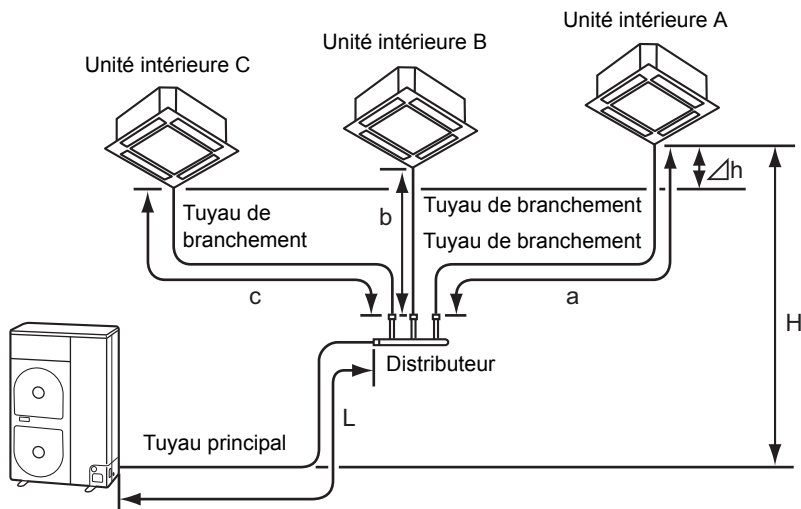 Unité intérieure A
Unité intérieure B
Unité intérieure C
⊿h
Tuyau de
branchement
b
Tuyau de branchement
Tuyau de branchement
c
a
H
Distributeur
L
Tuyau principal